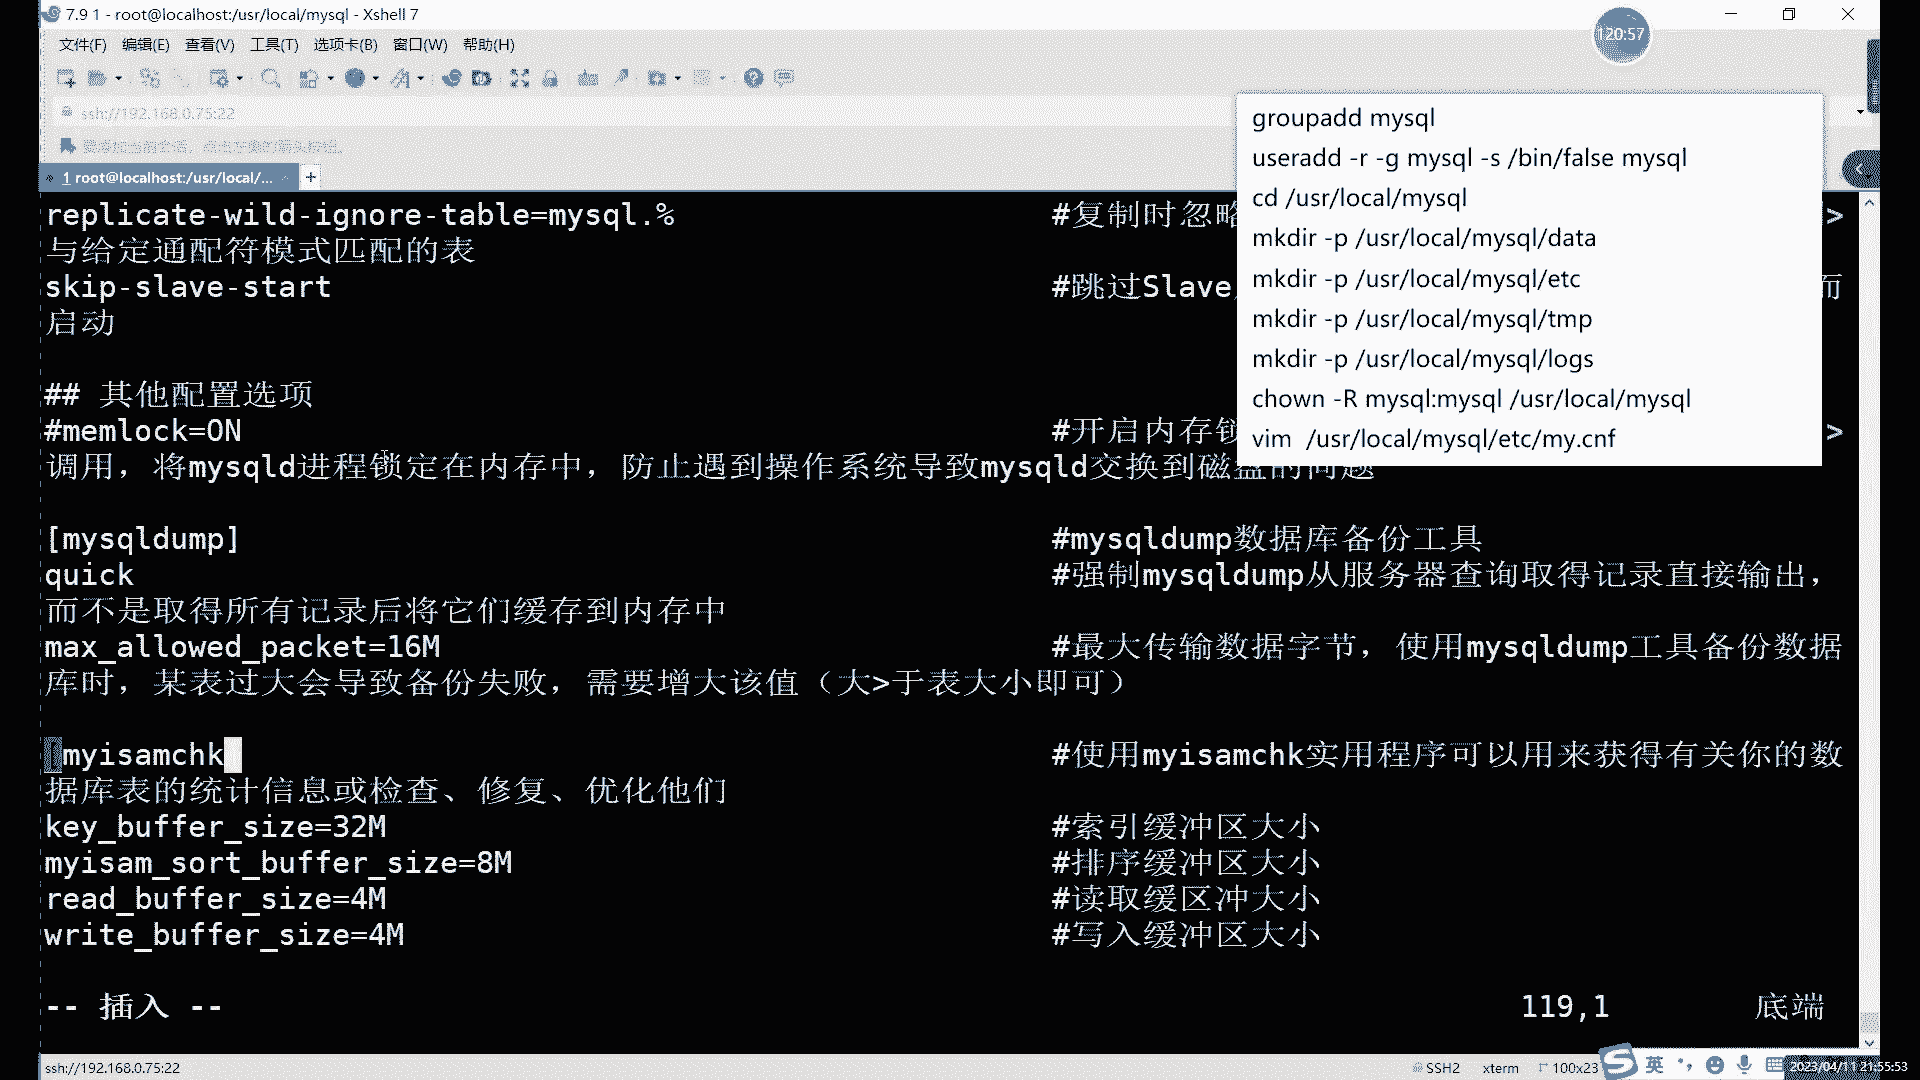 7.9 1 - root@localhost:/usr/local/mysql - Xshell 7
120:57
文件(F) 编辑(E) 查看(V) 工具(T) 选项卡(B) 窗口(W) 帮助(H)
ssh://192.168.0.75:22
1 root@localhost:/usr/local/...
groupadd mysql
useradd -r -g mysql -s /bin/false mysql
cd /usr/local/mysql
mkdir -p /usr/local/mysql/data
mkdir -p /usr/local/mysql/etc
mkdir -p /usr/local/mysql/tmp
mkdir -p /usr/local/mysql/logs
chown -R mysql:mysql /usr/local/mysql
vim /usr/local/mysql/etc/my.cnf
replicate-wild-ignore-table=mysql.% #复制时忽略 >
与给定通配符模式匹配的表
skip-slave-start #跳过Slave 而
启动
## 其他配置选项
#memlock=ON #开启内存锁 >
调用，将mysqld进程锁定在内存中，防止遇到操作系统导致mysqld交换到磁盘的问题
[mysqldump] #mysqldump数据库备份工具
quick #强制mysqldump从服务器查询取得记录直接输出，
而不是取得所有记录后将它们缓存到内存中
max_allowed_packet=16M #最大传输数据字节，使用mysqldump工具备份数据
库时，某表过大会导致备份失败，需要增大该值（大>于表大小即可）
[myisamchk] #使用myisamchk实用程序可以用来获得有关你的数
据库表的统计信息或检查、修复、优化他们
key_buffer_size=32M #索引缓冲区大小
myisam_sort_buffer_size=8M #排序缓冲区大小
read_buffer_size=4M #读取缓区冲大小
write_buffer_size=4M #写入缓冲区大小
-- 插入 -- 119,1 底端
ssh://192.168.0.75:22 SSH2 xterm 100x23 英 2023/04/11 21:55:53